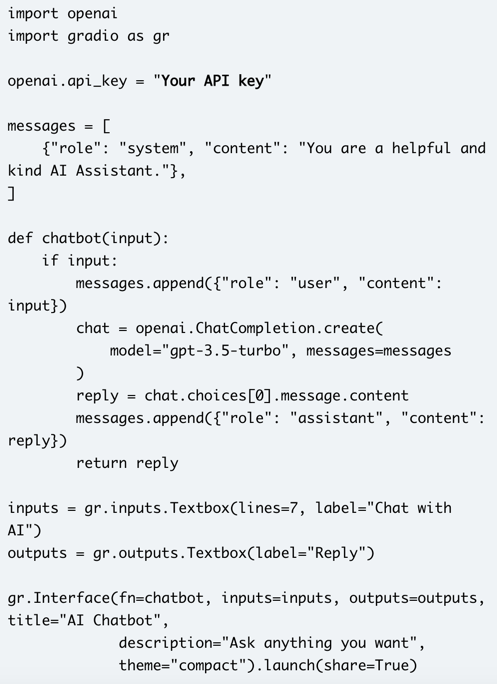 import openai
import gradio as gr

openai.api_key = "Your API key"

messages = [
    {"role": "system", "content": "You are a helpful and
kind AI Assistant."},
]

def chatbot(input):
    if input:
        messages.append({"role": "user", "content":
input})
        chat = openai.ChatCompletion.create(
            model="gpt-3.5-turbo", messages=messages
        )
        reply = chat.choices[0].message.content
        messages.append({"role": "assistant", "content":
reply})
        return reply

inputs = gr.inputs.Textbox(lines=7, label="Chat with
AI")
outputs = gr.outputs.Textbox(label="Reply")

gr.Interface(fn=chatbot, inputs=inputs, outputs=outputs,
title="AI Chatbot",
             description="Ask anything you want",
             theme="compact").launch(share=True)